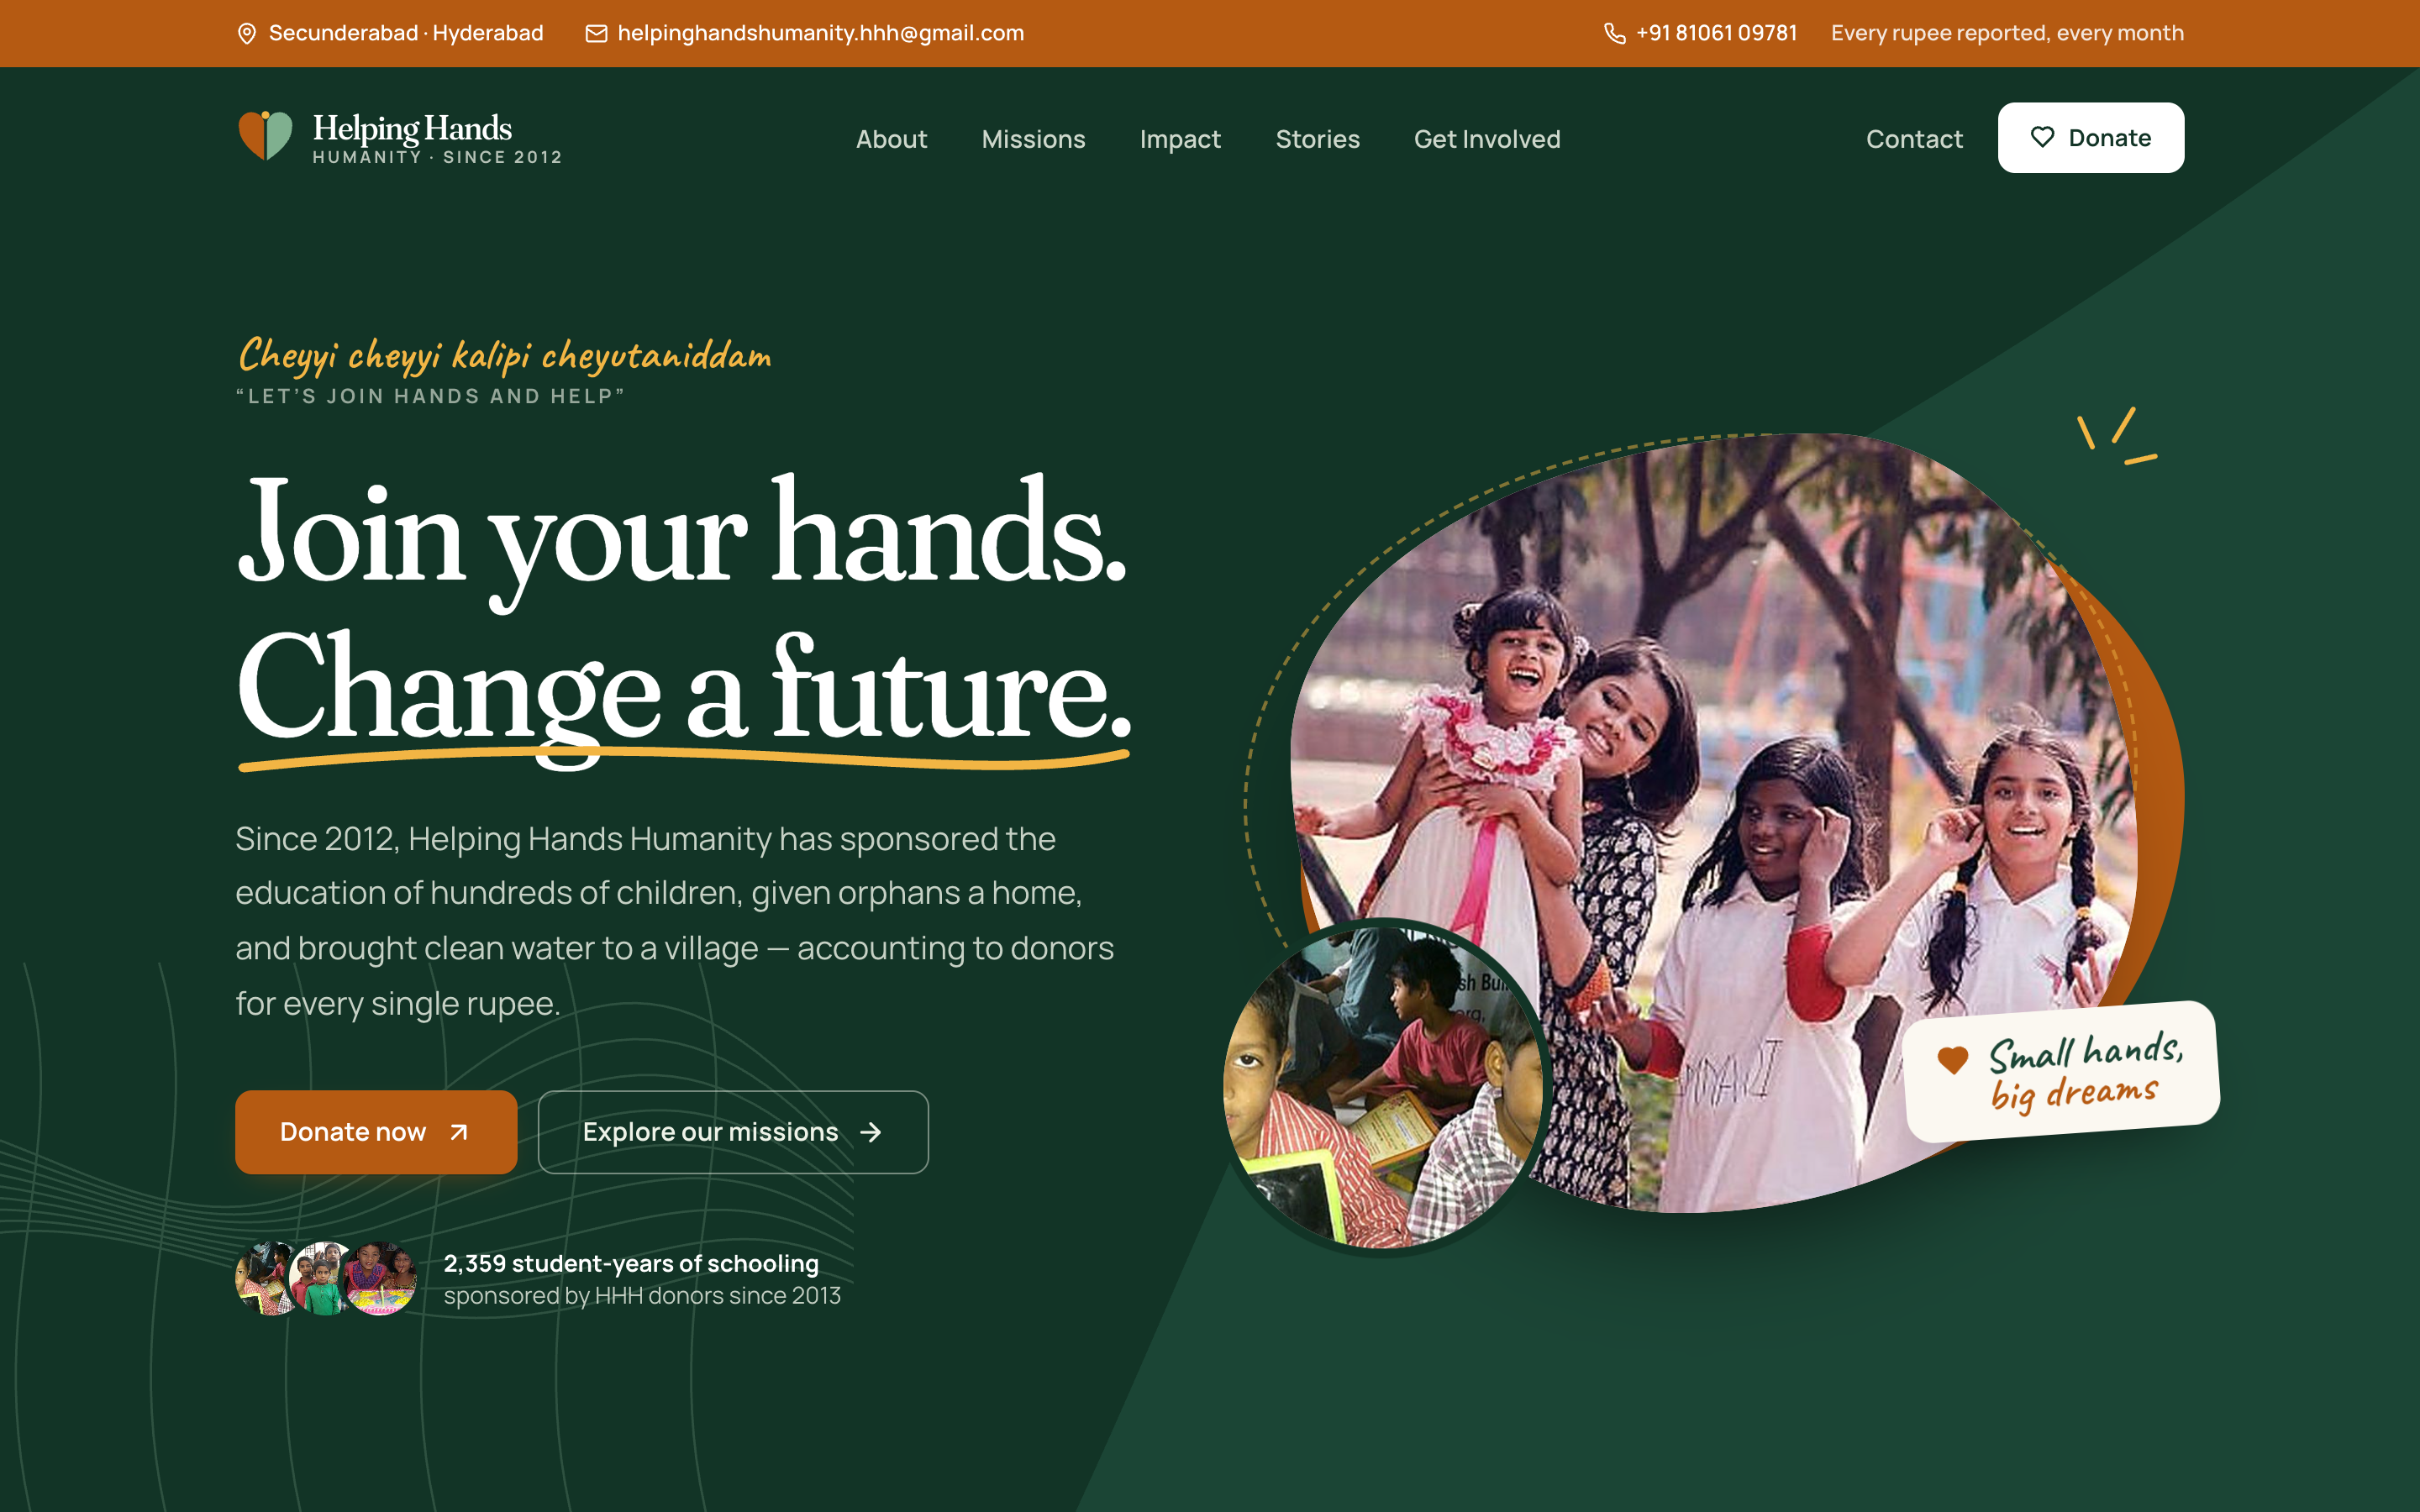 Secunderabad · Hyderabad
helpinghandshumanity.hhh@gmail.com
+91 81061 09781
Every rupee reported, every month
Helping Hands
HUMANITY · SINCE 2012
About
Missions
Impact
Stories
Get Involved
Contact
Donate
Cheyyi cheyyi kalipi cheyutaniddam
“LET’S JOIN HANDS AND HELP”
Join your hands.
Change a future.
Since 2012, Helping Hands Humanity has sponsored the
education of hundreds of children, given orphans a home,
and brought clean water to a village — accounting to donors
for every single rupee.
Donate now
Explore our missions
2,359 student-years of schooling
sponsored by HHH donors since 2013
Small hands,
big dreams